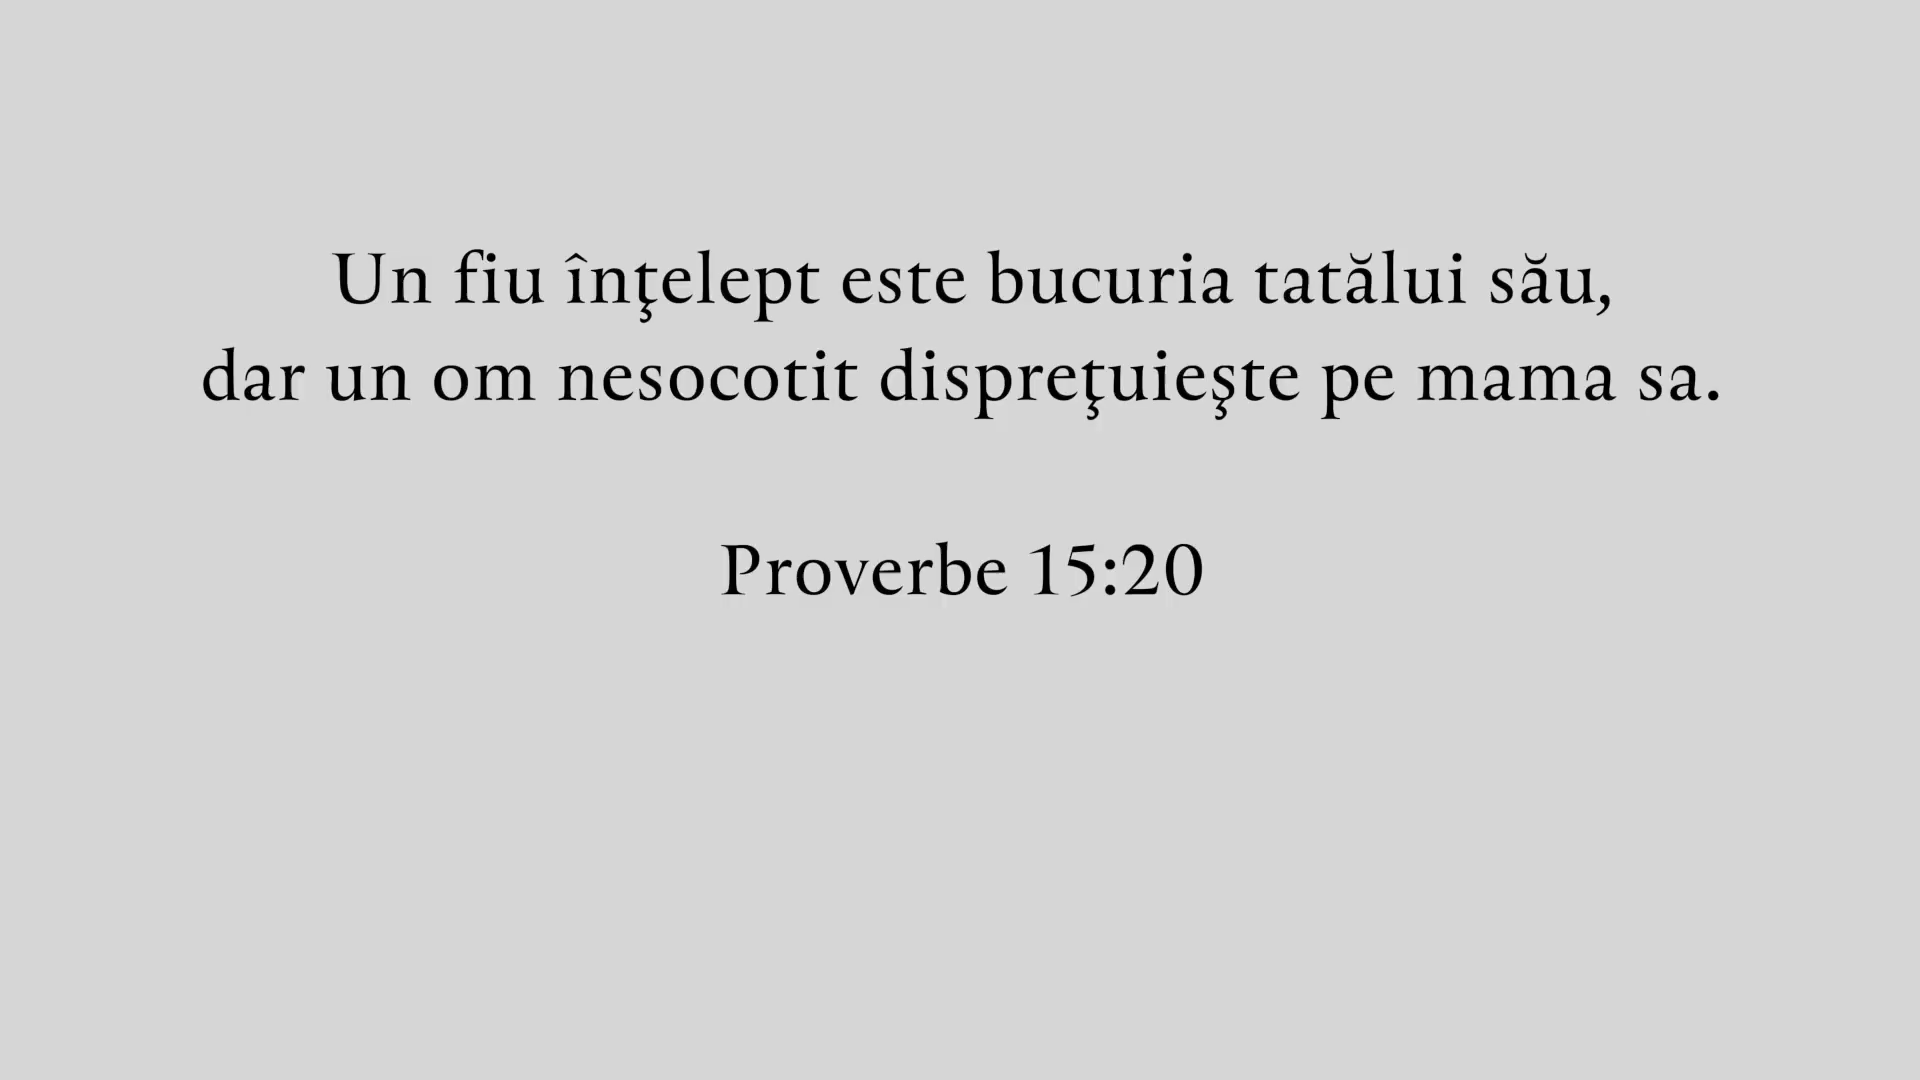 Un fiu înţelept este bucuria tatălui său,
dar un om nesocotit dispreţuieşte pe mama sa.
Proverbe 15:20